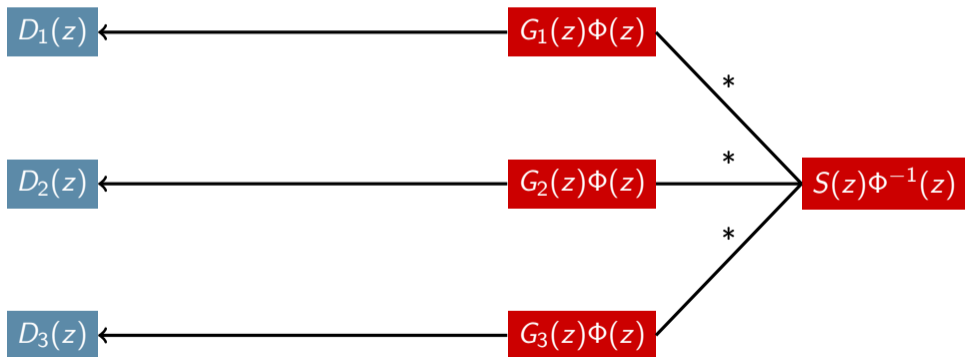 D₁(z) G₁(z)Φ(z)
*
D₂(z) G₂(z)Φ(z) * S(z)Φ⁻¹(z)
*
D₃(z) G₃(z)Φ(z)